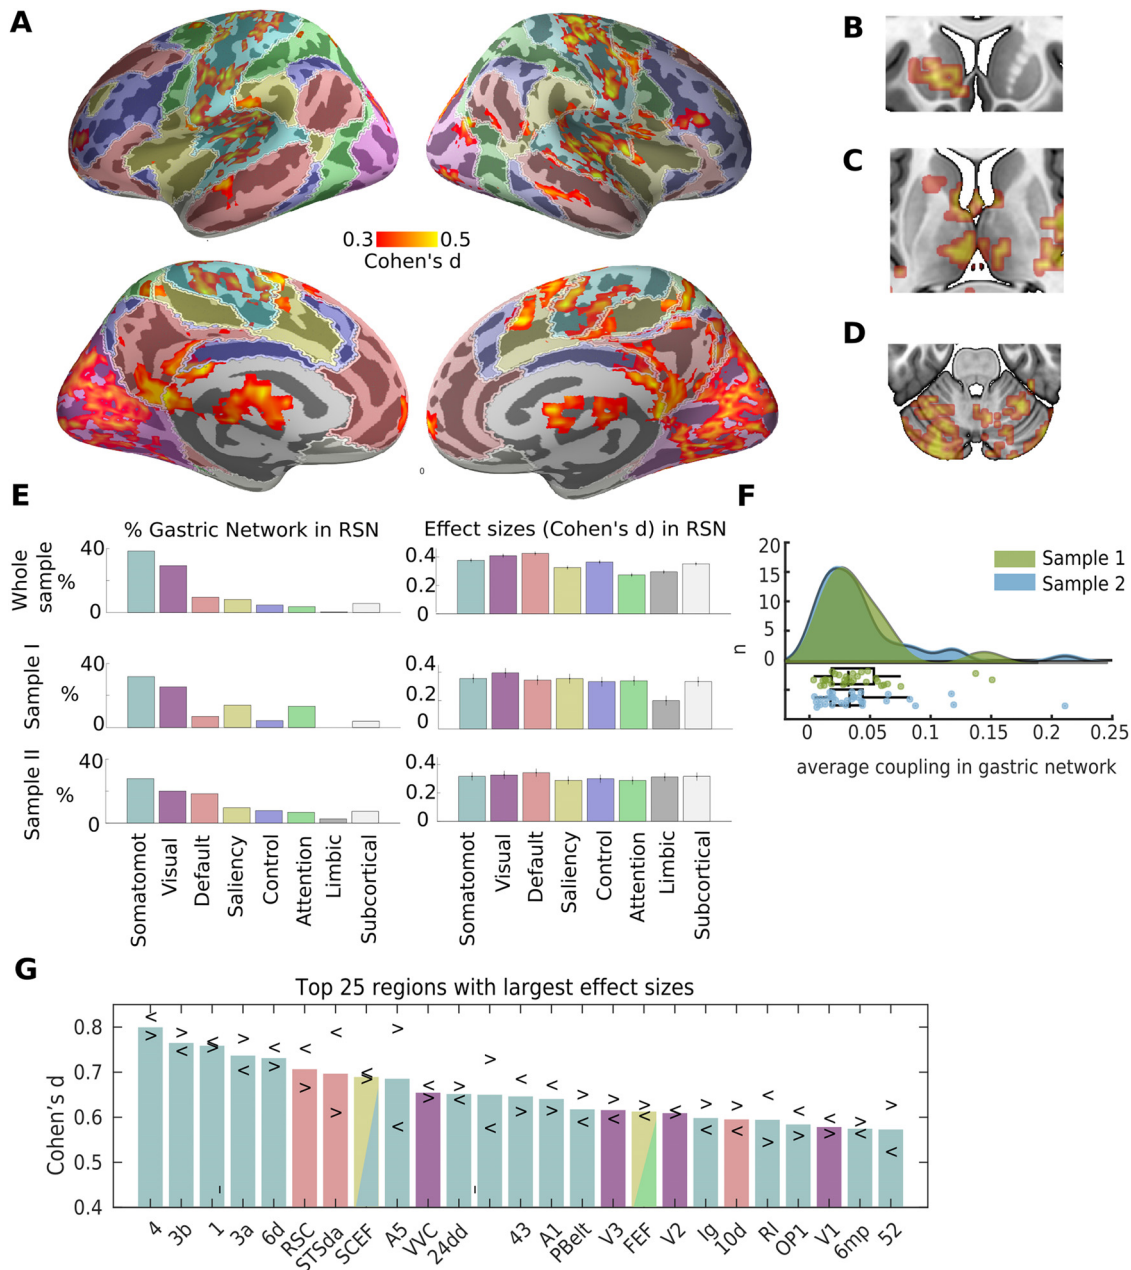 A
B
C
D
0.3 0.5
Cohen's d
0
E
% Gastric Network in RSN
Effect sizes (Cohen's d) in RSN
Whole sample
%
40
0
0.4
0.2
0
Sample I
%
40
0
0.4
0.2
0
Sample II
%
40
0
0.4
0.2
0
Somatomot
Visual
Default
Saliency
Control
Attention
Limbic
Subcortical
Somatomot
Visual
Default
Saliency
Control
Attention
Limbic
Subcortical
F
Sample 1
Sample 2
n
20
15
10
5
0
0 0.05 0.1 0.15 0.2 0.25
average coupling in gastric network
G
Top 25 regions with largest effect sizes
Cohen's d
0.8
0.7
0.6
0.5
0.4
4 3b 1 3a 6d RSC STSda SCEF A5 VVC 24dd 43 A1 PBelt V3 FEF V2 Ig 10d RI OP1 V1 6mp 52